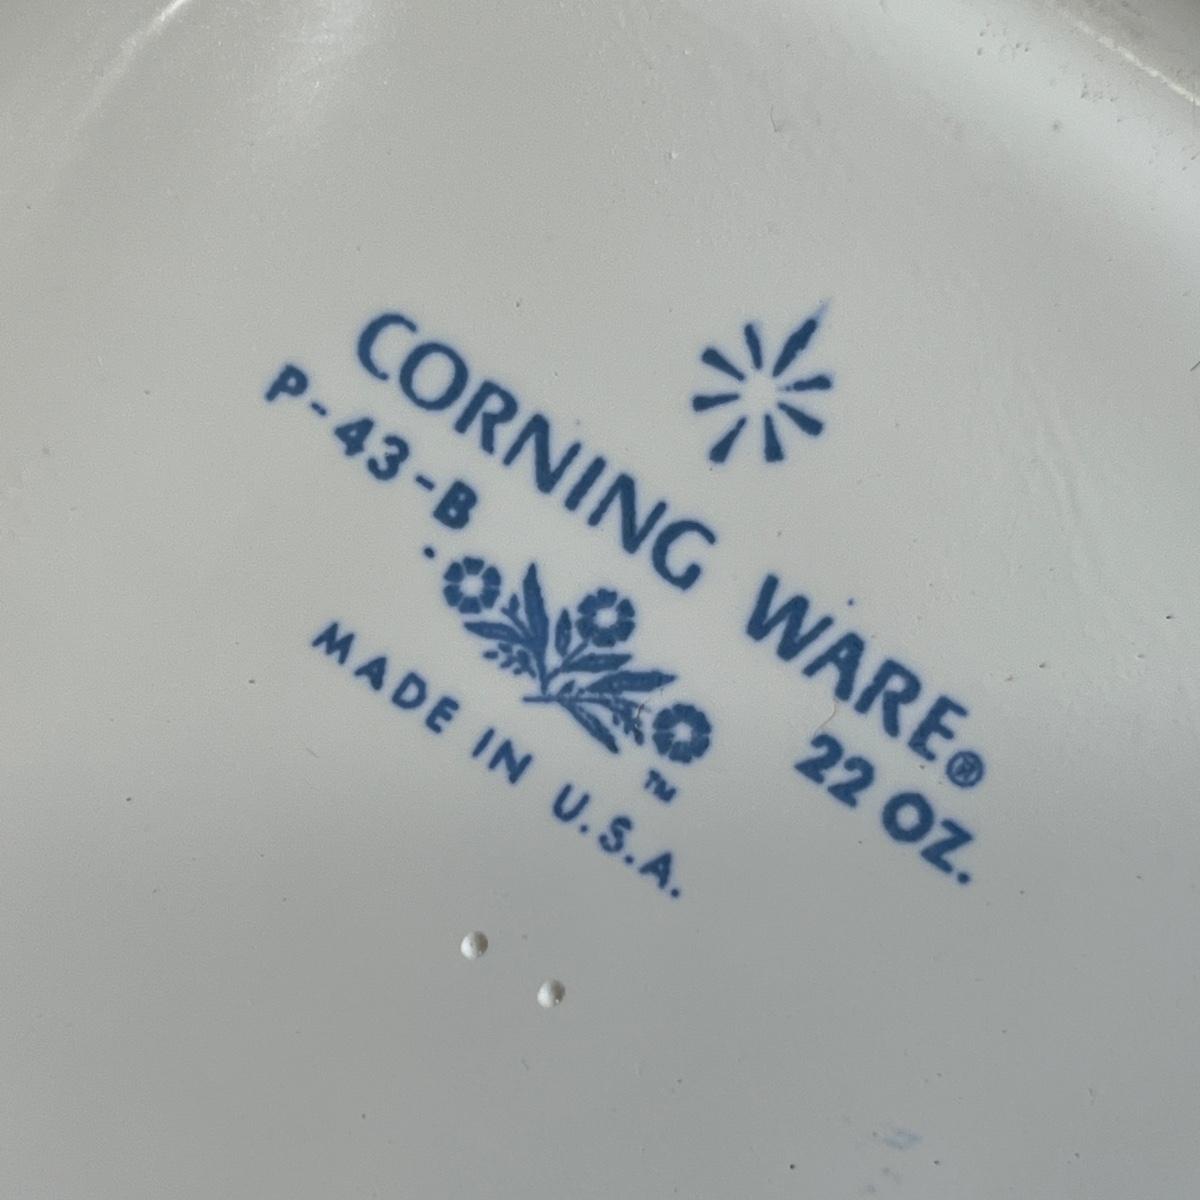 CORNING WARE®
P-43-B 22 OZ.
TM
MADE IN U.S.A.